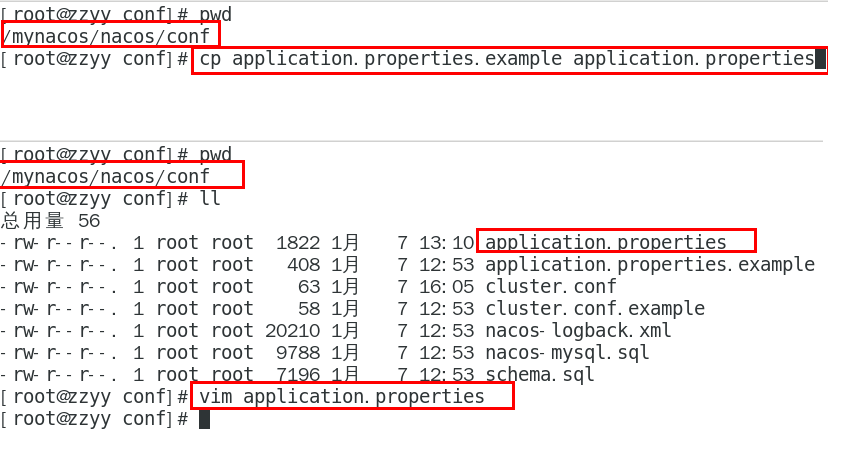 [root@zzyy conf]# pwd
/mynacos/nacos/conf
[root@zzyy conf]# cp application.properties.example application.properties
[root@zzyy conf]# pwd
/mynacos/nacos/conf
[root@zzyy conf]# ll
总用量 56
-rw-r--r--. 1 root root  1822 1月   7 13:10 application.properties
-rw-r--r--. 1 root root   408 1月   7 12:53 application.properties.example
-rw-r--r--. 1 root root    63 1月   7 16:05 cluster.conf
-rw-r--r--. 1 root root    58 1月   7 12:53 cluster.conf.example
-rw-r--r--. 1 root root 20210 1月   7 12:53 nacos-logback.xml
-rw-r--r--. 1 root root  9788 1月   7 12:53 nacos-mysql.sql
-rw-r--r--. 1 root root  7196 1月   7 12:53 schema.sql
[root@zzyy conf]# vim application.properties
[root@zzyy conf]#